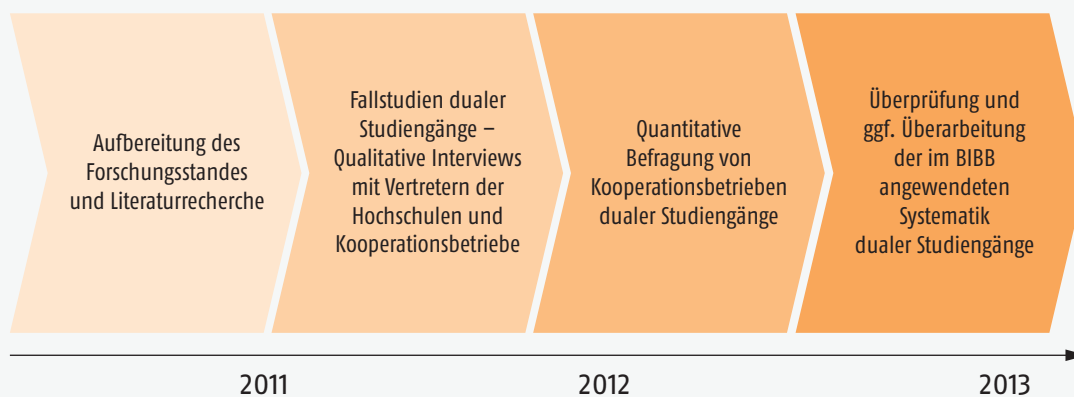 Aufbereitung des
Forschungsstandes
und Literaturrecherche
Fallstudien dualer
Studiengänge –
Qualitative Interviews
mit Vertretern der
Hochschulen und
Kooperationsbetriebe
Quantitative
Befragung von
Kooperationsbetrieben
dualer Studiengänge
Überprüfung und
ggf. Überarbeitung
der im BIBB
angewendeten
Systematik
dualer Studiengänge
2011
2012
2013